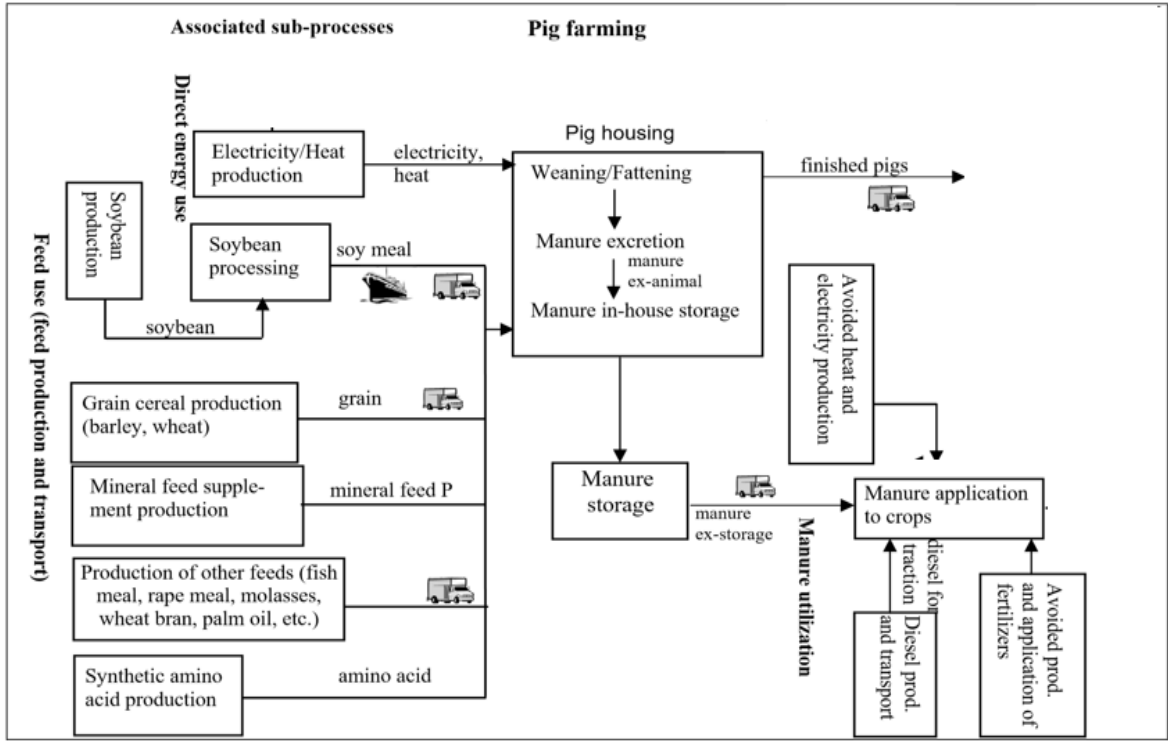 Associated sub-processes
Pig farming
Direct energy use
Electricity/Heat
production
electricity,
heat
Pig housing
Weaning/Fattening
Manure excretion
manure
ex-animal
Manure in-house storage
finished pigs
Feed use (feed production and transport)
Soybean
production
soybean
Soybean
processing
soy meal
Grain cereal production
(barley, wheat)
grain
Mineral feed supple-
ment production
mineral feed P
Production of other feeds (fish
meal, rape meal, molasses,
wheat bran, palm oil, etc.)
Synthetic amino
acid production
amino acid
Manure
storage
manure
ex-storage
Manure utilization
Avoided heat and
electricity production
Manure application
to crops
diesel for
traction
Diesel prod.
and transport
Avoided prod.
and application of
fertilizers